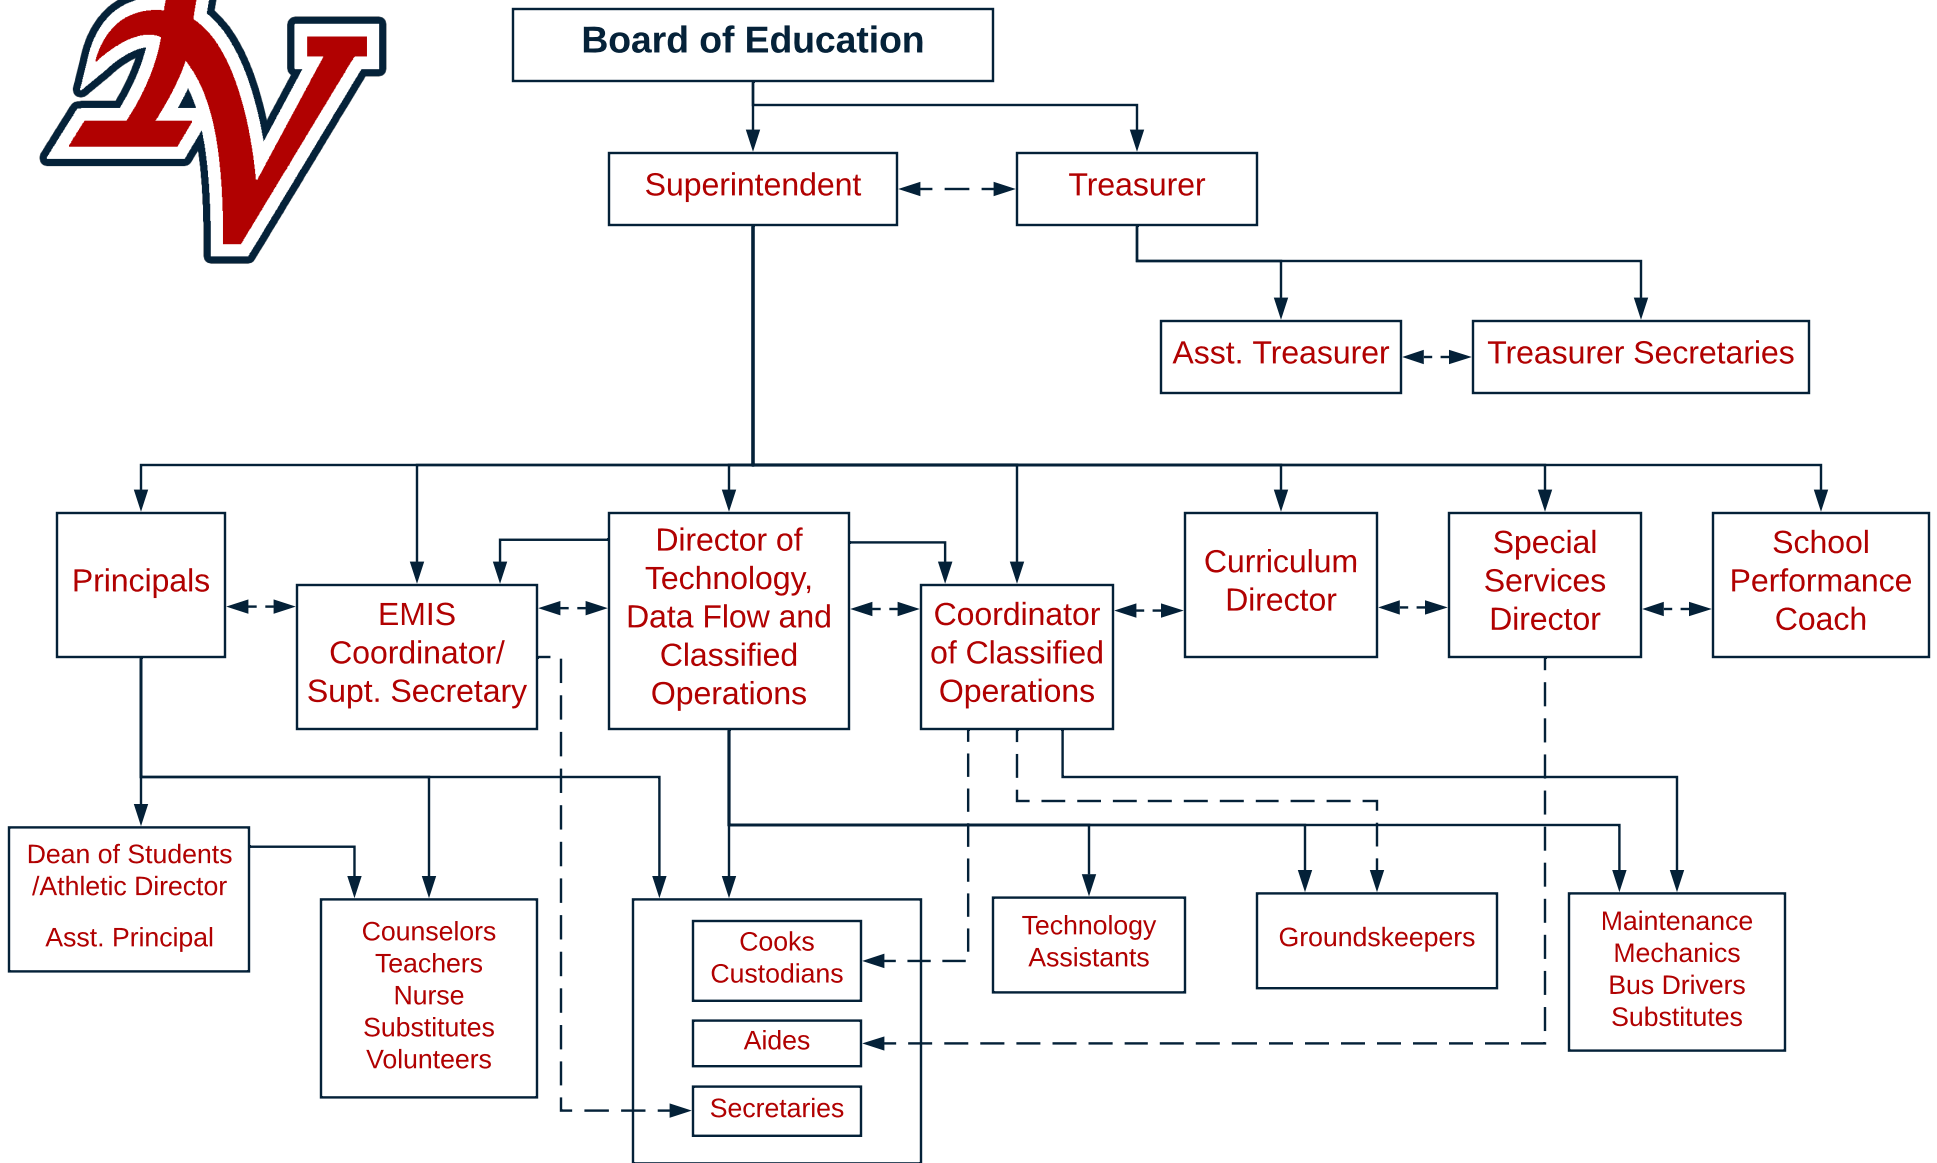 Board of Education
Superintendent
Treasurer
Asst. Treasurer
Treasurer Secretaries
Principals
EMIS
Coordinator/
Supt. Secretary
Director of
Technology,
Data Flow and
Classified
Operations
Coordinator
of Classified
Operations
Curriculum
Director
Special
Services
Director
School
Performance
Coach
Dean of Students
/Athletic Director
Asst. Principal
Counselors
Teachers
Nurse
Substitutes
Volunteers
Cooks
Custodians
Aides
Secretaries
Technology
Assistants
Groundskeepers
Maintenance
Mechanics
Bus Drivers
Substitutes